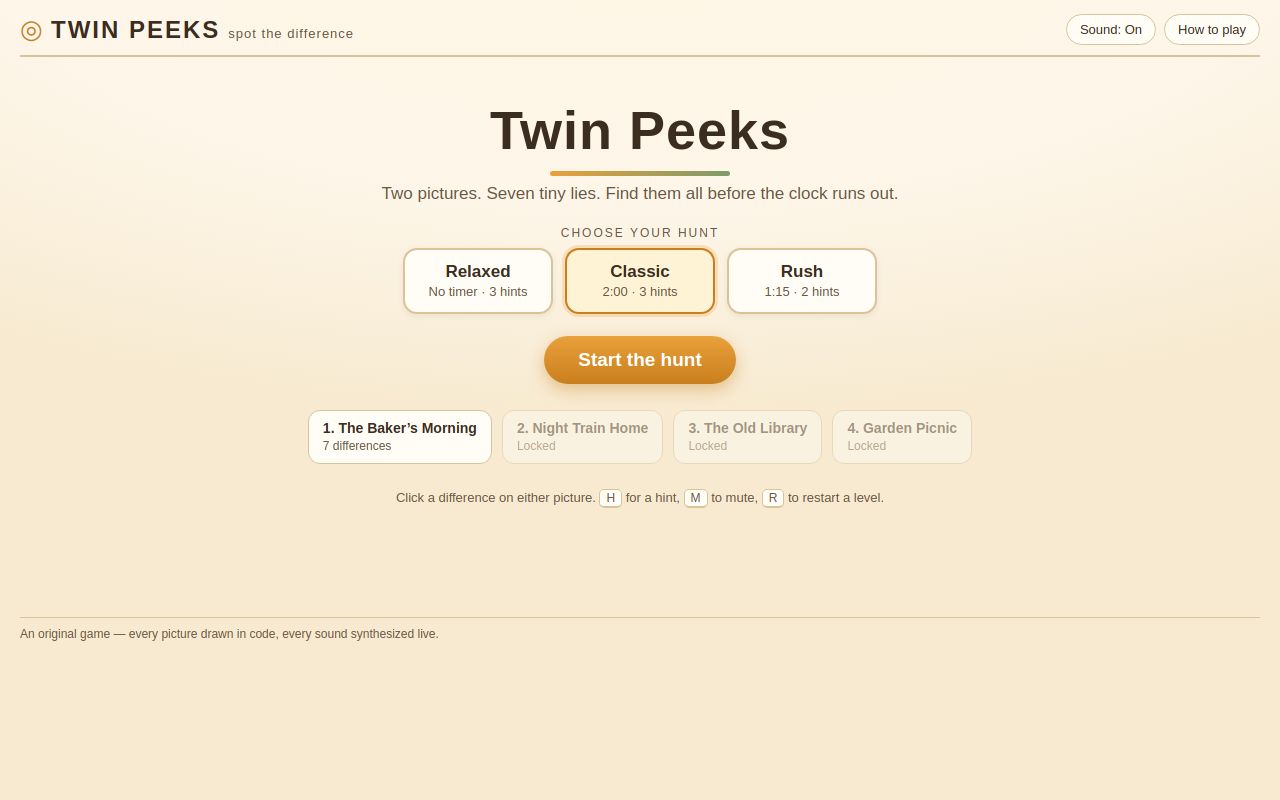 TWIN PEEKS spot the difference
Sound: On
How to play
Twin Peeks
Two pictures. Seven tiny lies. Find them all before the clock runs out.
CHOOSE YOUR HUNT
Relaxed
No timer · 3 hints
Classic
2:00 · 3 hints
Rush
1:15 · 2 hints
Start the hunt
1. The Baker’s Morning
7 differences
2. Night Train Home
Locked
3. The Old Library
Locked
4. Garden Picnic
Locked
Click a difference on either picture. H for a hint, M to mute, R to restart a level.
An original game — every picture drawn in code, every sound synthesized live.